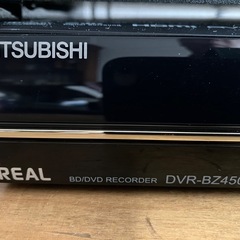 TSUBISHI
REAL BD/DVD RECORDER DVR-BZ450